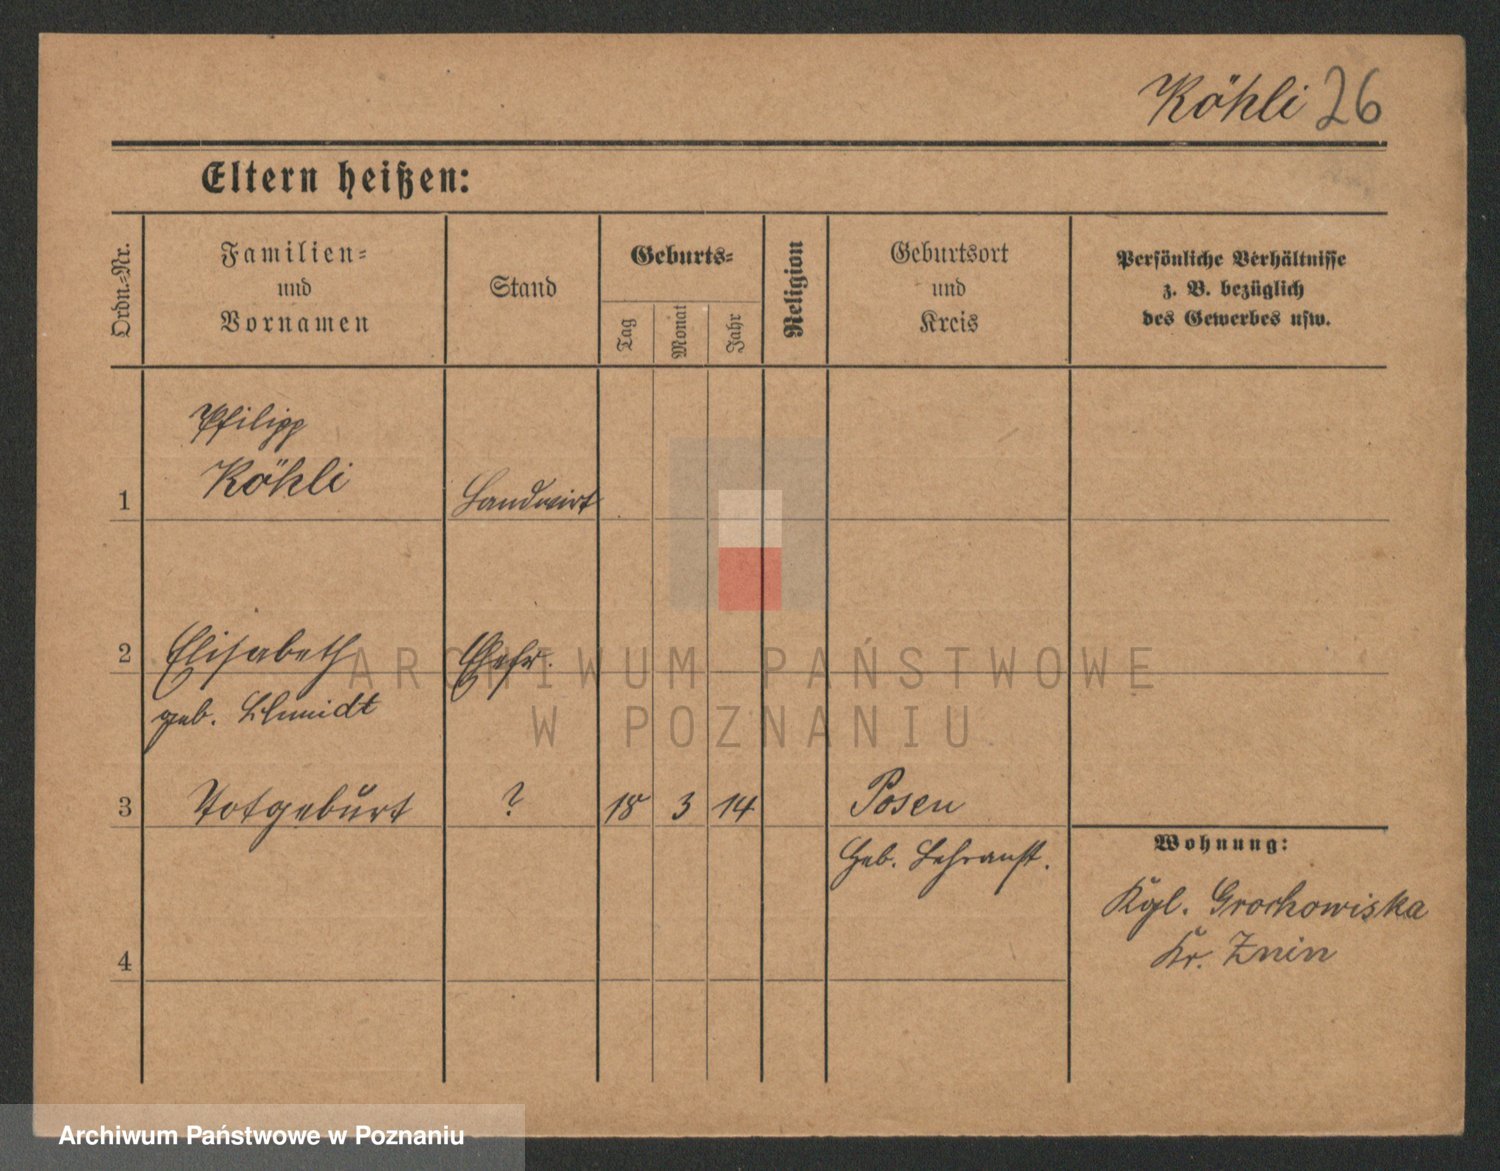 Köhli 26
Eltern heißen:
Ordn.-Nr.
Familien-
und
Vornamen
Stand
Geburts-
Tag
Monat
Jahr
Religion
Geburtsort
und
Kreis
Persönliche Verhältnisse
z. B. bezüglich
des Gewerbes usw.
Philipp
1 Köhli Landwirt
2 Elisabeth Ehefr.
geb. Schmidt
3 Totgeburt ? 18 3 14 Posen
Heb. Lehranst.
Wohnung:
Kgl. Grochowiska
Kr. Znin
4
ARCHIWUM PAŃSTWOWE
W POZNANIU
Archiwum Państwowe w Poznaniu